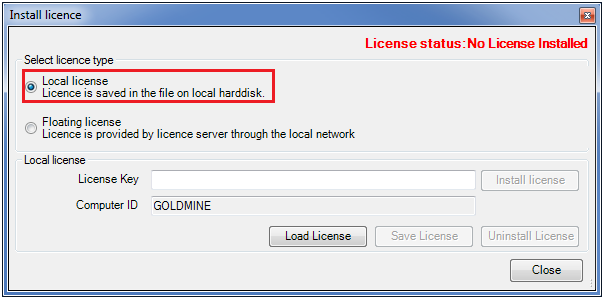 Install licence
License status:No License Installed
Select licence type
Local license
Licence is saved in the file on local harddisk.
Floating license
Licence is provided by licence server through the local network
Local license
License Key
Install license
Computer ID GOLDMINE
Load License Save License Uninstall License
Close